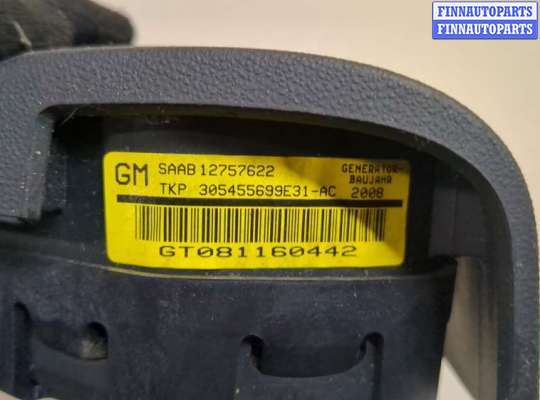 FINNAUTOPARTS
FINNAUTOPARTS
GM SAAB 12757622 GENERATOR-
BAUJAHR
TKP 305455699E31-AC 2008
GT081160442